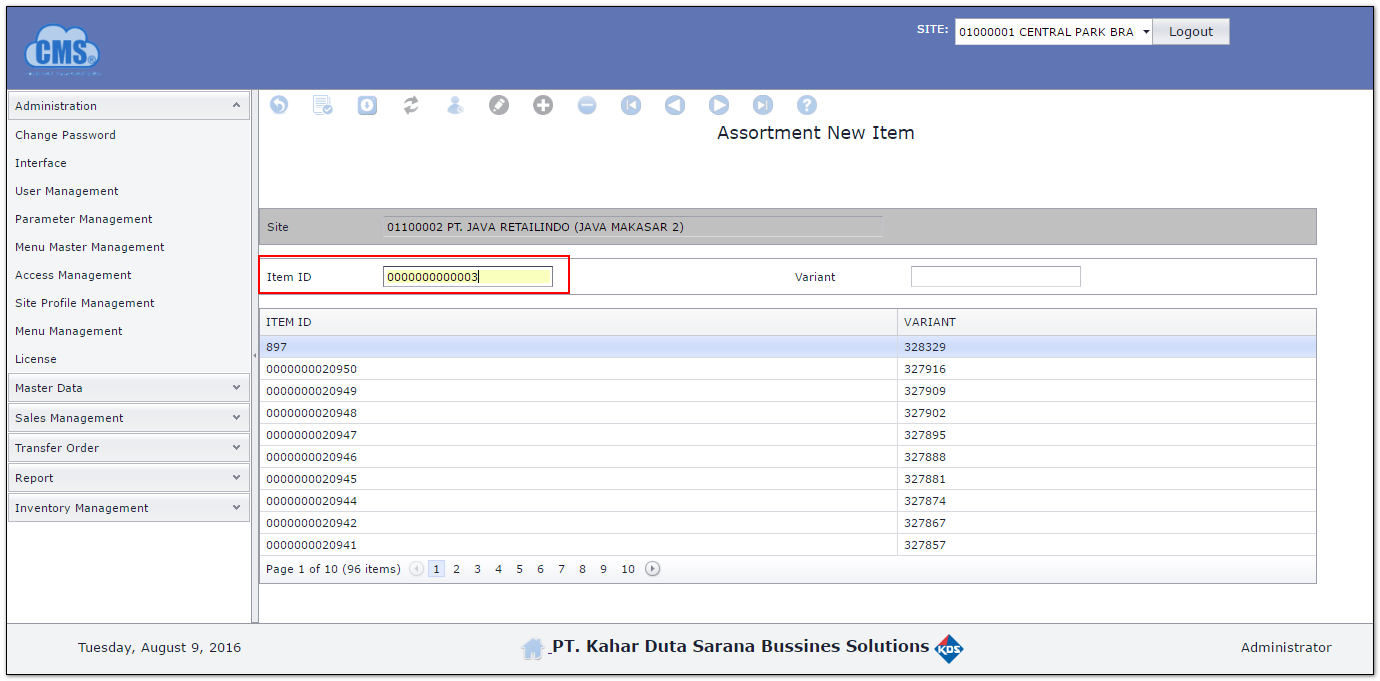 SITE: 01000001 CENTRAL PARK BRA Logout
CMS
Administration
Change Password
Interface
User Management
Parameter Management
Menu Master Management
Access Management
Site Profile Management
Menu Management
License
Master Data
Sales Management
Transfer Order
Report
Inventory Management
Assortment New Item
Site 01100002 PT. JAVA RETAILINDO (JAVA MAKASAR 2)
Item ID 0000000000003 Variant
ITEM ID VARIANT
897 328329
0000000020950 327916
0000000020949 327909
0000000020948 327902
0000000020947 327895
0000000020946 327888
0000000020945 327881
0000000020944 327874
0000000020942 327867
0000000020941 327857
Page 1 of 10 (96 items) 1 2 3 4 5 6 7 8 9 10
Tuesday, August 9, 2016 PT. Kahar Duta Sarana Bussines Solutions KDS Administrator